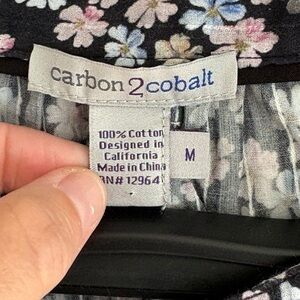 carbon2cobalt
100% Cotton
Designed in
California
Made in China
RN# 12964
M